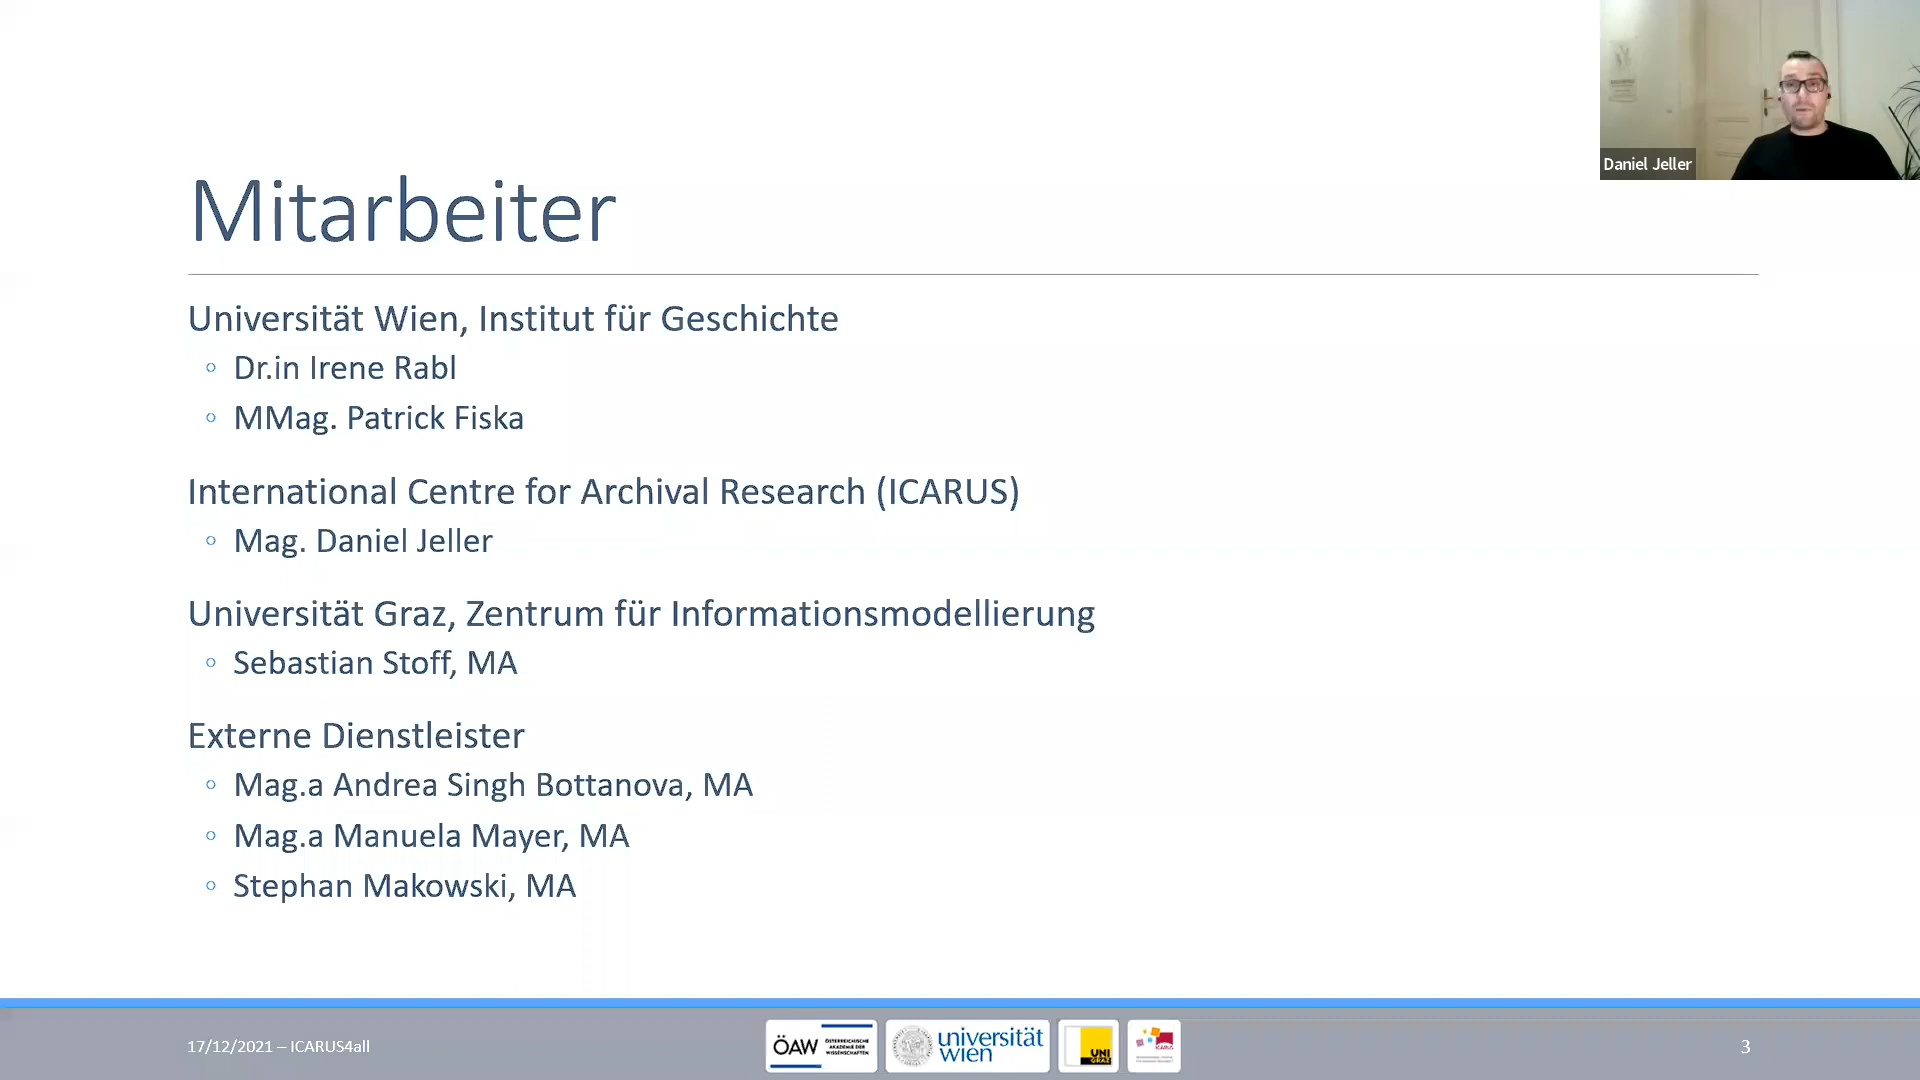 Daniel Jeller
Mitarbeiter
Universität Wien, Institut für Geschichte
Dr.in Irene Rabl
MMag. Patrick Fiska
International Centre for Archival Research (ICARUS)
Mag. Daniel Jeller
Universität Graz, Zentrum für Informationsmodellierung
Sebastian Stoff, MA
Externe Dienstleister
Mag.a Andrea Singh Bottanova, MA
Mag.a Manuela Mayer, MA
Stephan Makowski, MA
17/12/2021 – ICARUS4all
ÖAW
ÖSTERREICHISCHE
AKADEMIE DER
WISSENSCHAFTEN
universität
wien
UNI
GRAZ
ICARUS
3